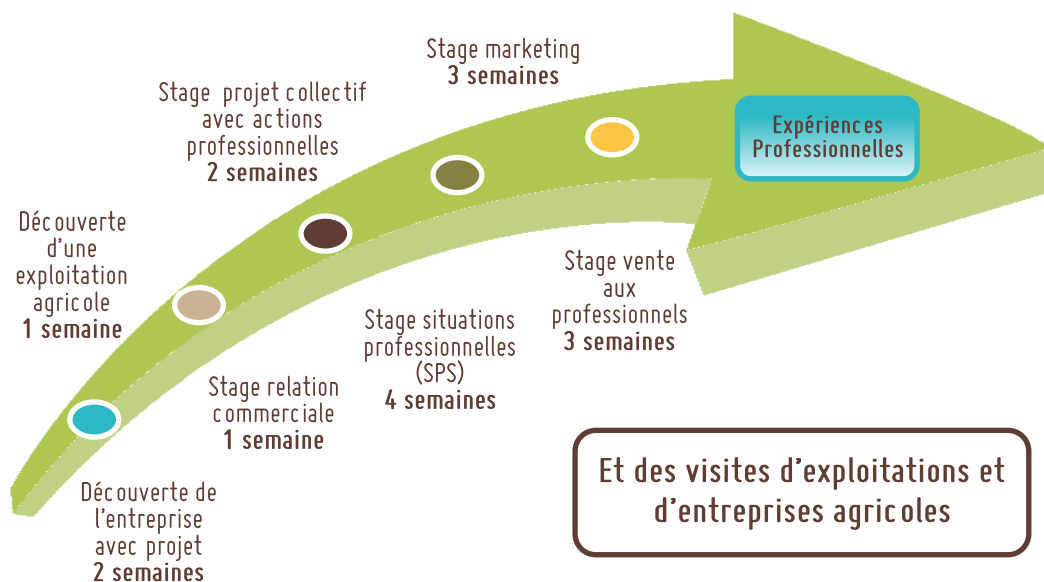 Stage marketing
3 semaines
Stage projet collectif
avec actions
professionnelles
2 semaines
Expériences
Professionnelles
Découverte
d'une
exploitation
agricole
1 semaine
Stage vente
aux
professionnels
3 semaines
Stage situations
professionnelles
(SPS)
4 semaines
Stage relation
commerciale
1 semaine
Découverte de
l'entreprise
avec projet
2 semaines
Et des visites d'exploitations et
d'entreprises agricoles